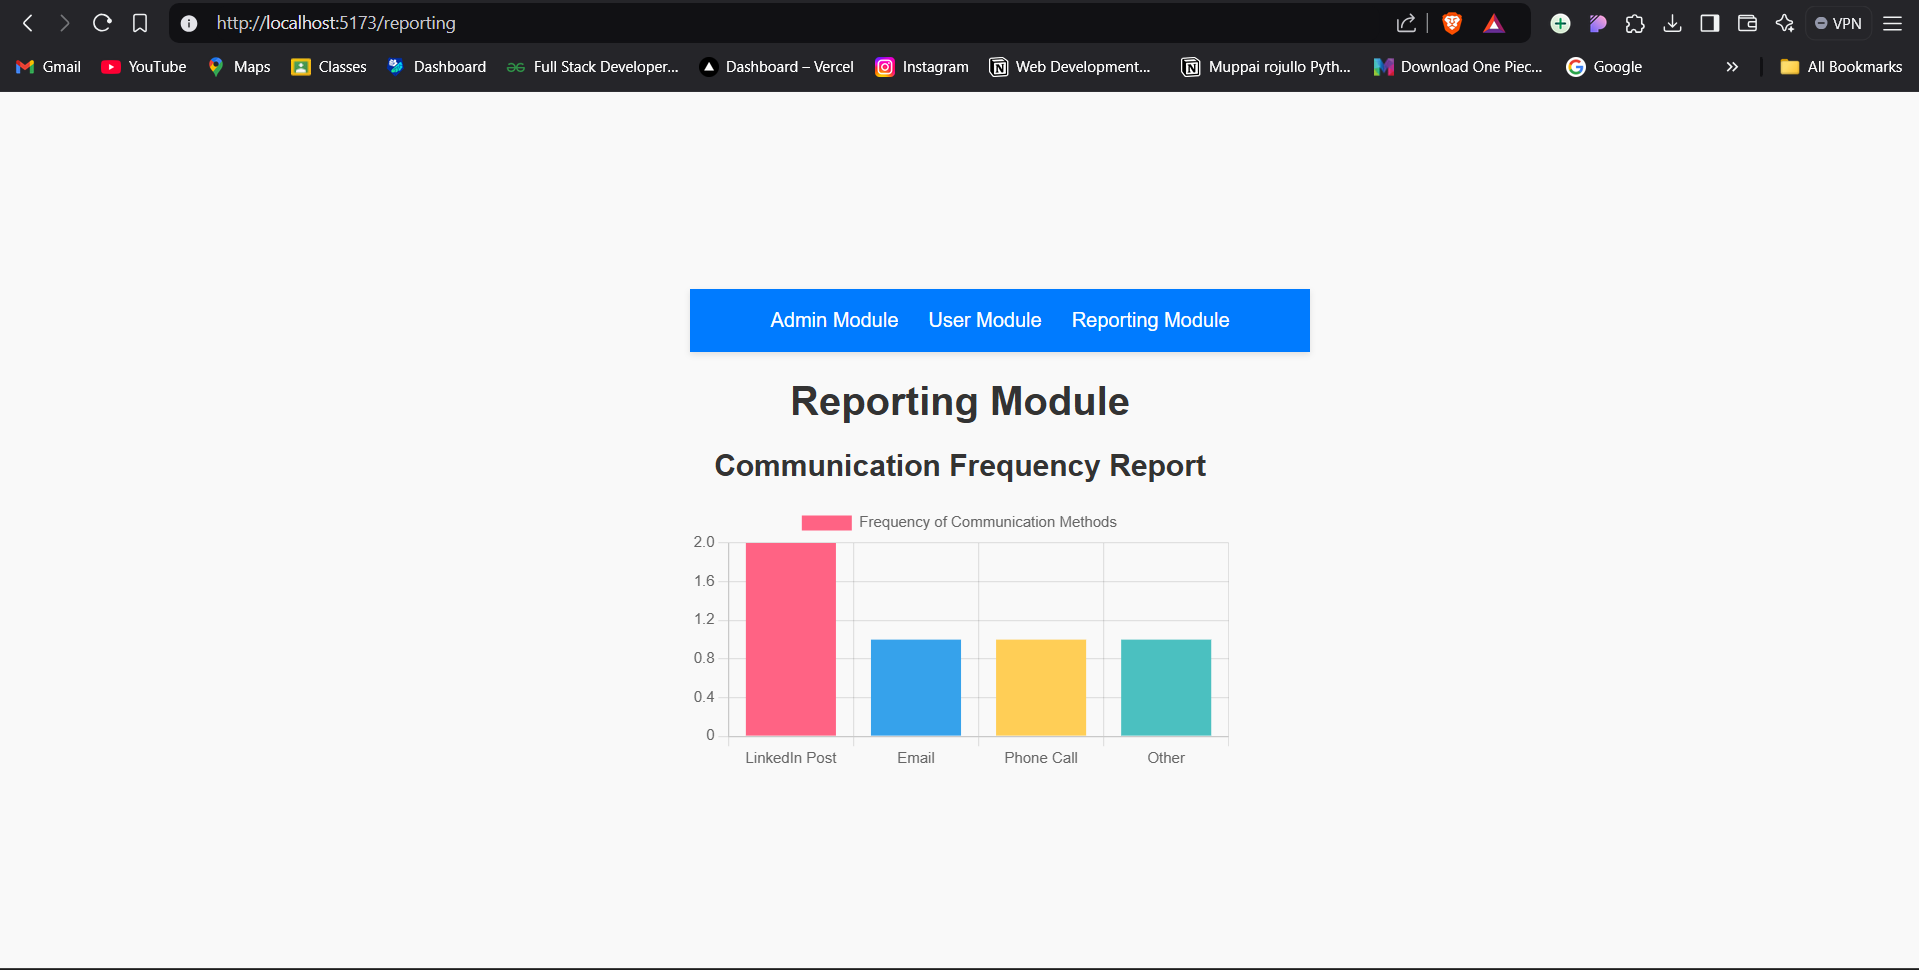 http://localhost:5173/reporting
VPN
Gmail YouTube Maps Classes Dashboard Full Stack Developer... Dashboard – Vercel Instagram Web Development... Muppai rojullo Pyth... Download One Piec... Google » All Bookmarks
Admin Module User Module Reporting Module
Reporting Module
Communication Frequency Report
Frequency of Communication Methods
2.0
1.6
1.2
0.8
0.4
0
LinkedIn Post Email Phone Call Other